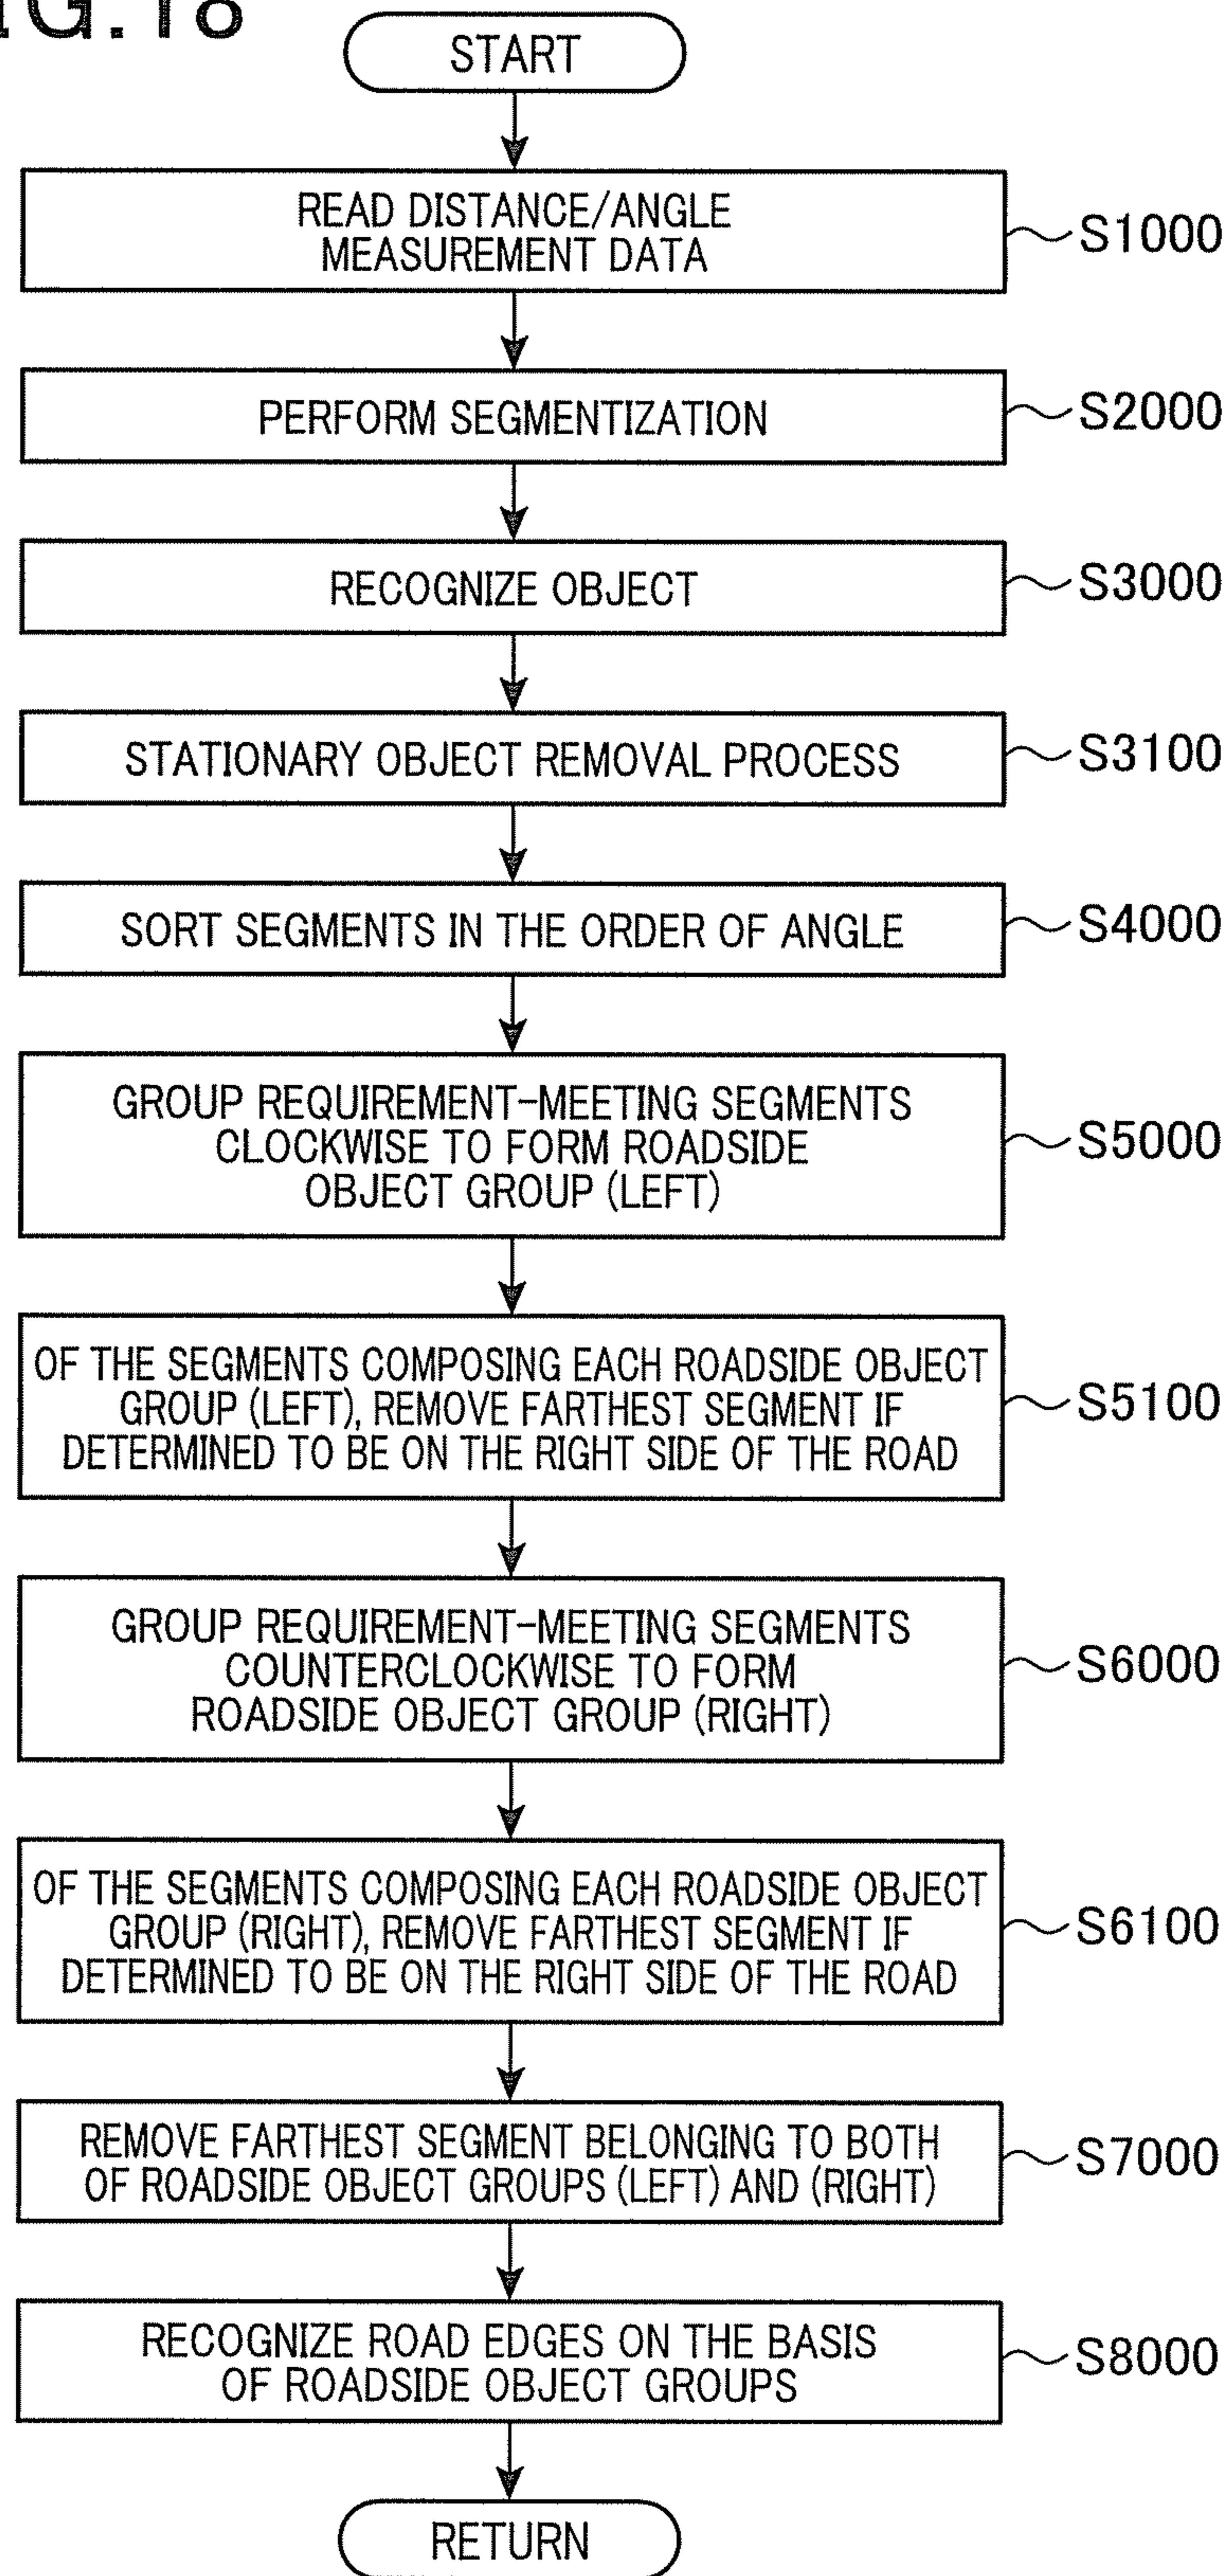 FIG.18
START
READ DISTANCE/ANGLE
MEASUREMENT DATA
S1000
PERFORM SEGMENTIZATION
S2000
RECOGNIZE OBJECT
S3000
STATIONARY OBJECT REMOVAL PROCESS
S3100
SORT SEGMENTS IN THE ORDER OF ANGLE
S4000
GROUP REQUIREMENT-MEETING SEGMENTS
CLOCKWISE TO FORM ROADSIDE
OBJECT GROUP (LEFT)
S5000
OF THE SEGMENTS COMPOSING EACH ROADSIDE OBJECT
GROUP (LEFT), REMOVE FARTHEST SEGMENT IF
DETERMINED TO BE ON THE RIGHT SIDE OF THE ROAD
S5100
GROUP REQUIREMENT-MEETING SEGMENTS
COUNTERCLOCKWISE TO FORM
ROADSIDE OBJECT GROUP (RIGHT)
S6000
OF THE SEGMENTS COMPOSING EACH ROADSIDE OBJECT
GROUP (RIGHT), REMOVE FARTHEST SEGMENT IF
DETERMINED TO BE ON THE RIGHT SIDE OF THE ROAD
S6100
REMOVE FARTHEST SEGMENT BELONGING TO BOTH
OF ROADSIDE OBJECT GROUPS (LEFT) AND (RIGHT)
S7000
RECOGNIZE ROAD EDGES ON THE BASIS
OF ROADSIDE OBJECT GROUPS
S8000
RETURN